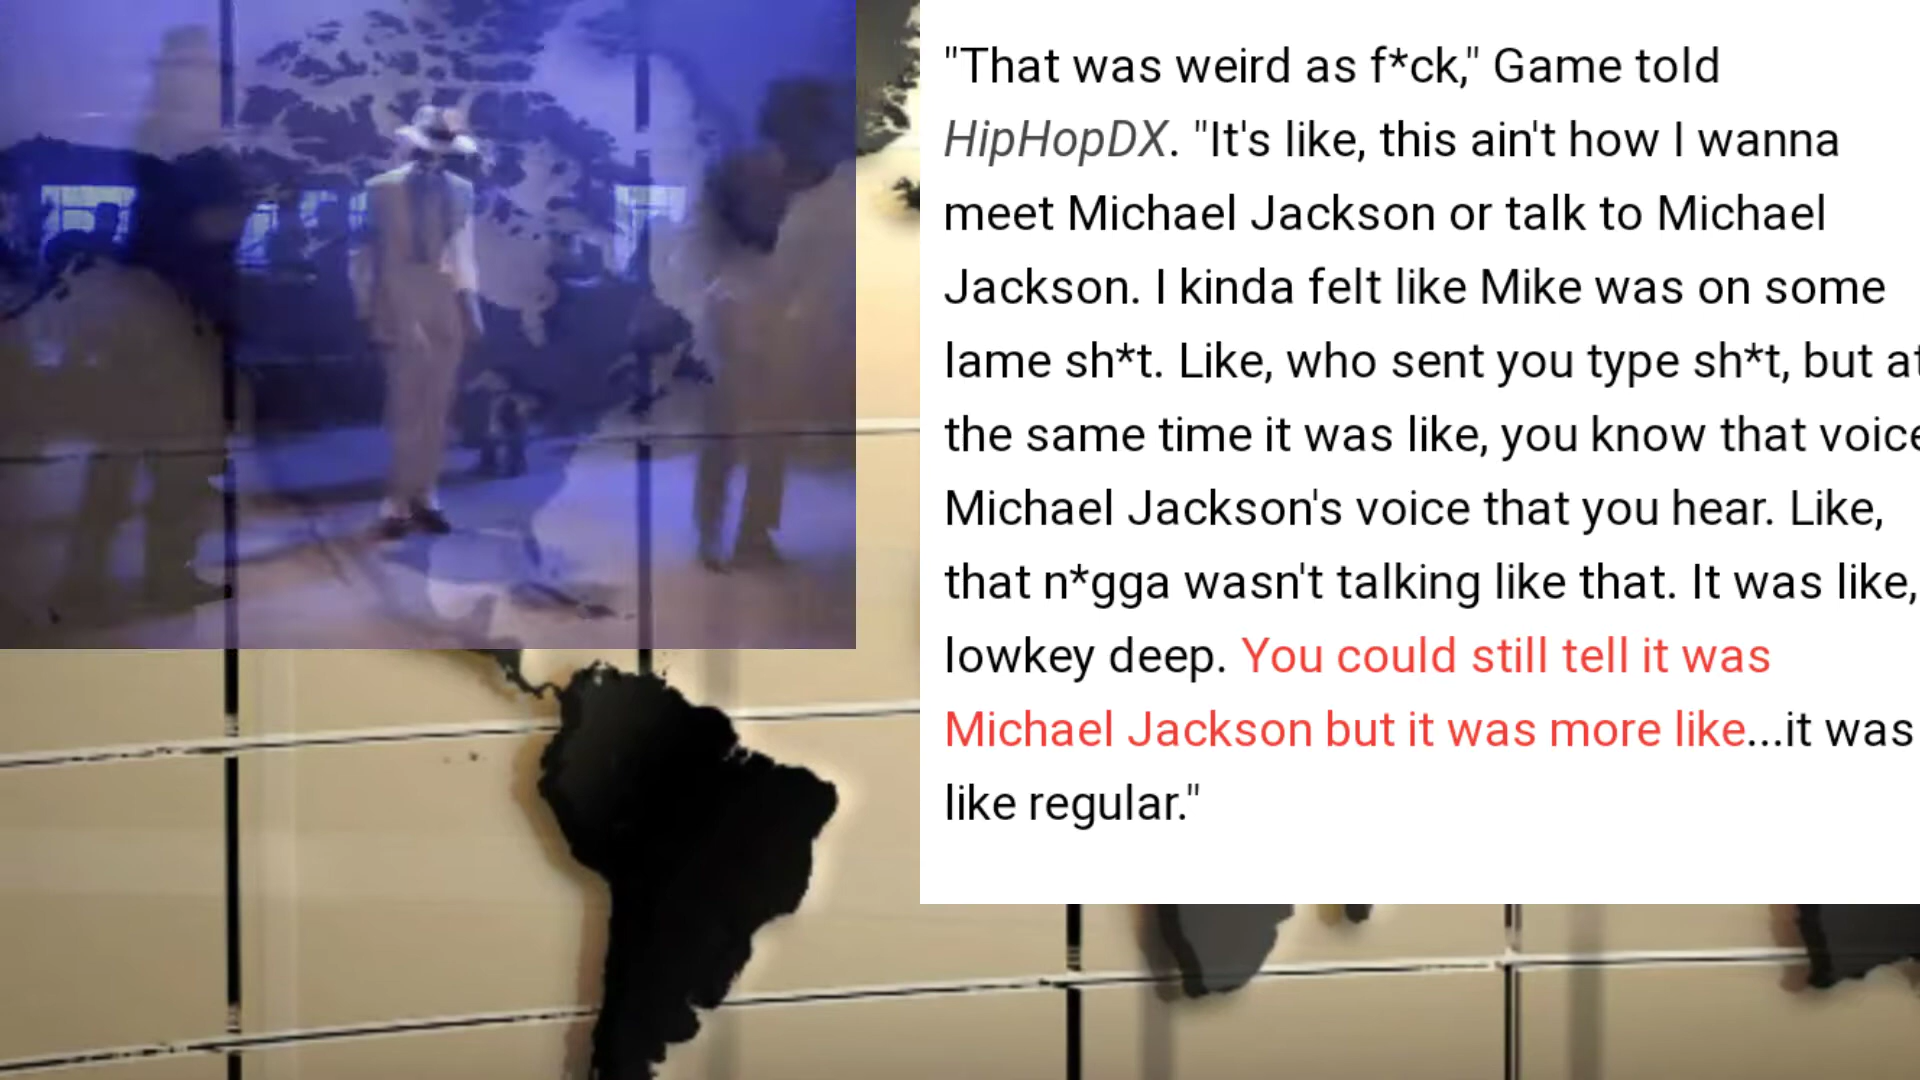 "That was weird as f*ck," Game told
HipHopDX. "It's like, this ain't how I wanna
meet Michael Jackson or talk to Michael
Jackson. I kinda felt like Mike was on some
lame sh*t. Like, who sent you type sh*t, but at
the same time it was like, you know that voice
Michael Jackson's voice that you hear. Like,
that n*gga wasn't talking like that. It was like,
lowkey deep. You could still tell it was
Michael Jackson but it was more like...it was
like regular."